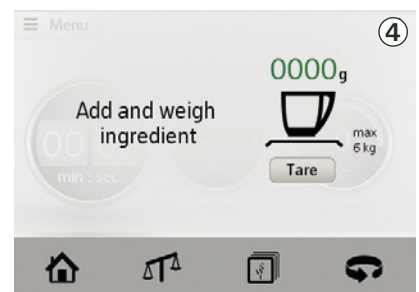 ☰ Menu
④
0000g
Add and weigh
ingredient
max
6 kg
Tare
00
min : sec